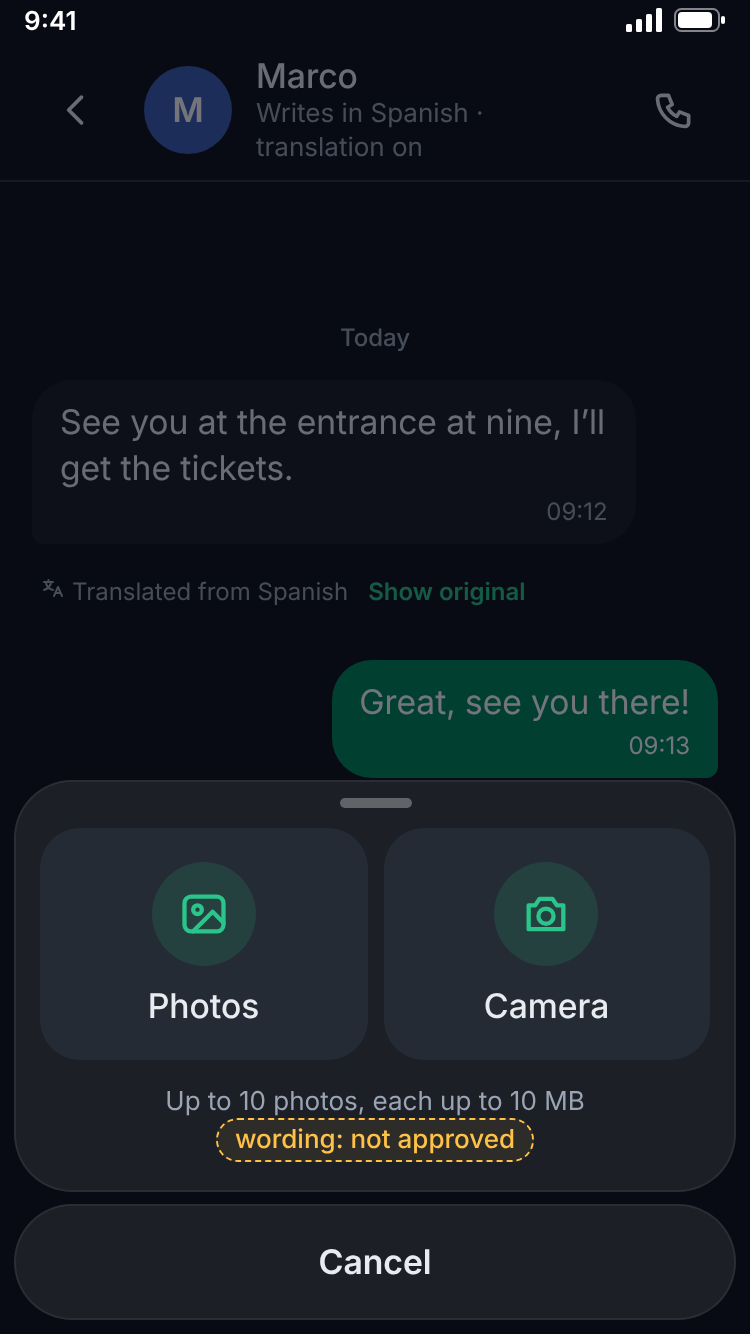 9:41
M
Marco
Writes in Spanish ·
translation on
Today
See you at the entrance at nine, I’ll
get the tickets.
09:12
Translated from Spanish Show original
Great, see you there!
09:13
Photos
Camera
Up to 10 photos, each up to 10 MB
wording: not approved
Cancel